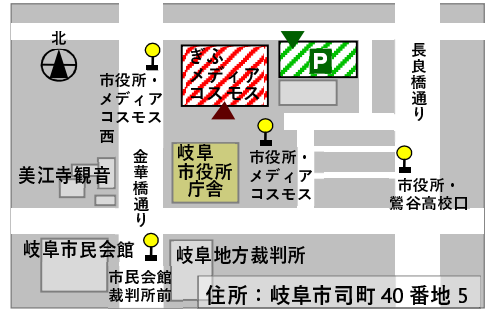 北
ぎふ
メディア
コスモス
P
長良橋通り
市役所・
メディア
コスモス
西
金華橋通り
岐阜
市役所
庁舎
市役所・
メディア
コスモス
市役所・
鶯谷高校口
美江寺観音
岐阜市民会館
市民会館
裁判所前
岐阜地方裁判所
住所：岐阜市司町40番地5